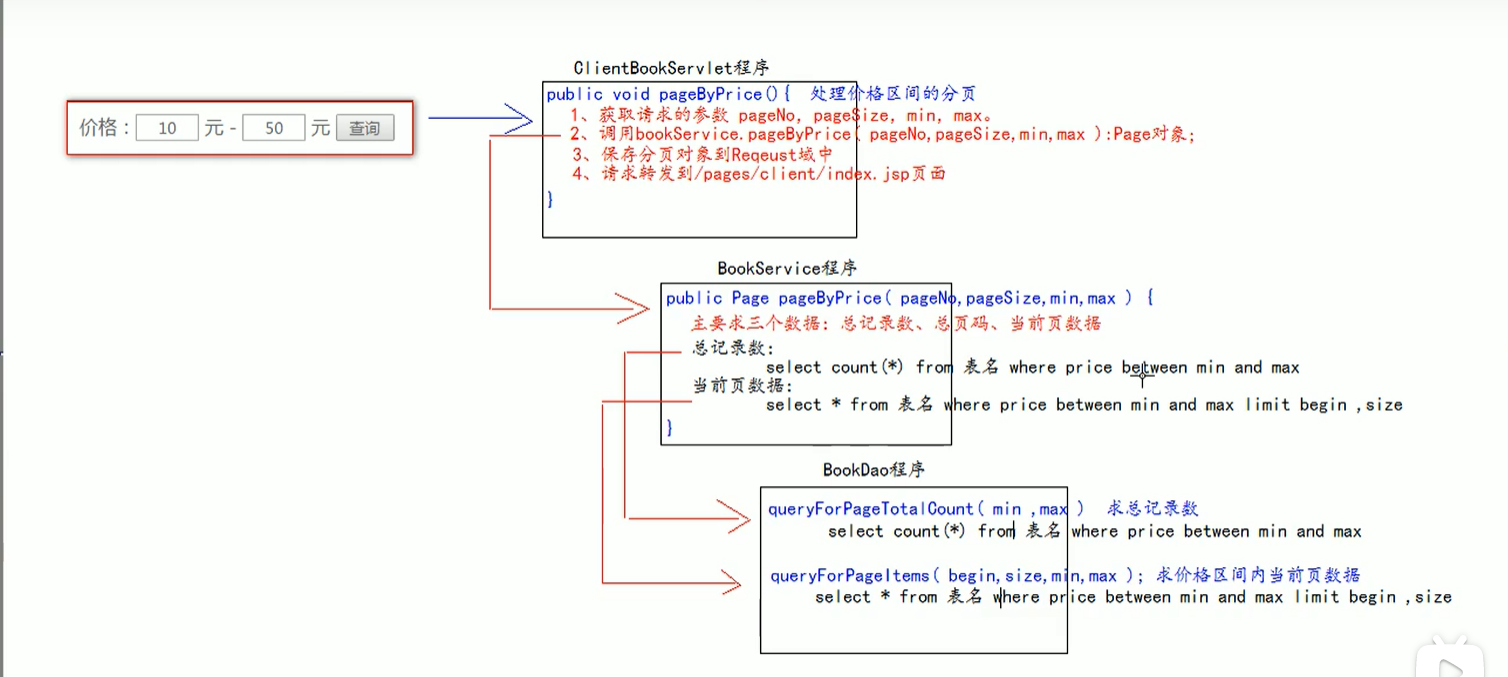 ClientBookServlet程序
价格： 10 元 - 50 元 查询
public void pageByPrice(){ 处理价格区间的分页
1、获取请求的参数 pageNo, pageSize, min, max。
2、调用bookService.pageByPrice( pageNo,pageSize,min,max ):Page对象;
3、保存分页对象到Reqeust域中
4、请求转发到/pages/client/index.jsp页面
}
BookService程序
public Page pageByPrice( pageNo,pageSize,min,max ) {
主要求三个数据: 总记录数、总页码、当前页数据
总记录数:
select count(*) from 表名 where price between min and max
当前页数据:
select * from 表名 where price between min and max limit begin ,size
}
BookDao程序
queryForPageTotalCount( min ,max ) 求总记录数
select count(*) from 表名 where price between min and max
queryForPageItems( begin,size,min,max ); 求价格区间内当前页数据
select * from 表名 where price between min and max limit begin ,size